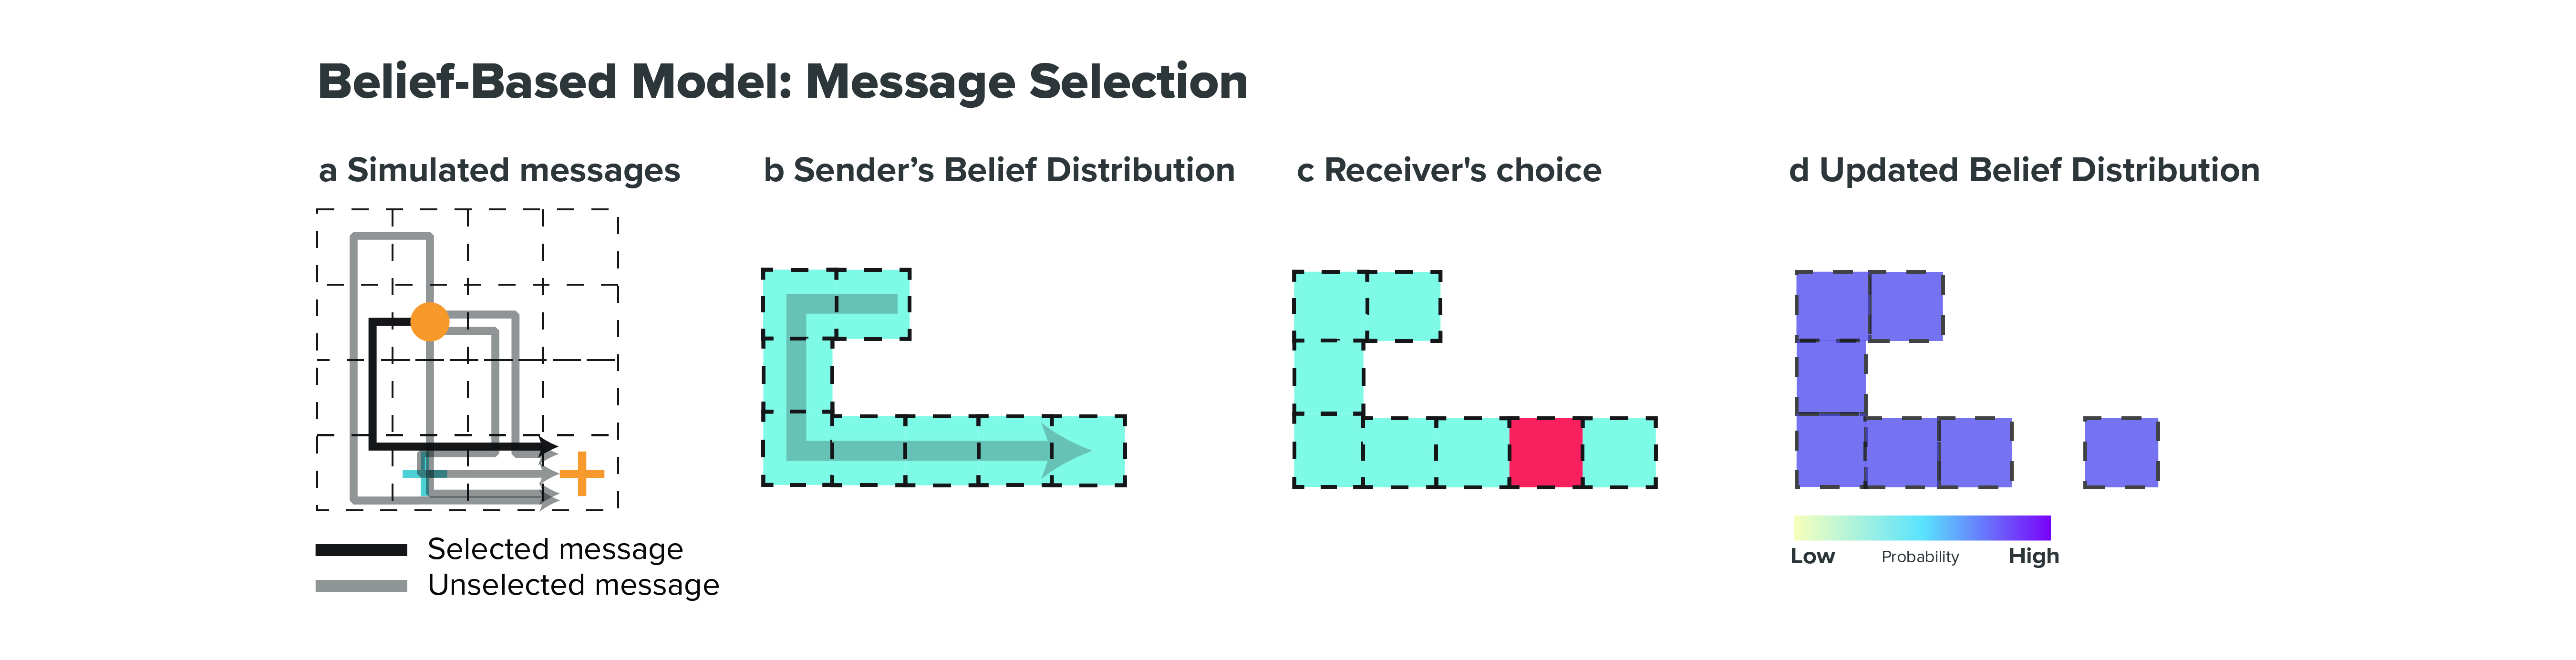 Belief-Based Model: Message Selection
a Simulated messages
b Sender’s Belief Distribution
c Receiver's choice
d Updated Belief Distribution
Selected message
Unselected message
Low Probability High